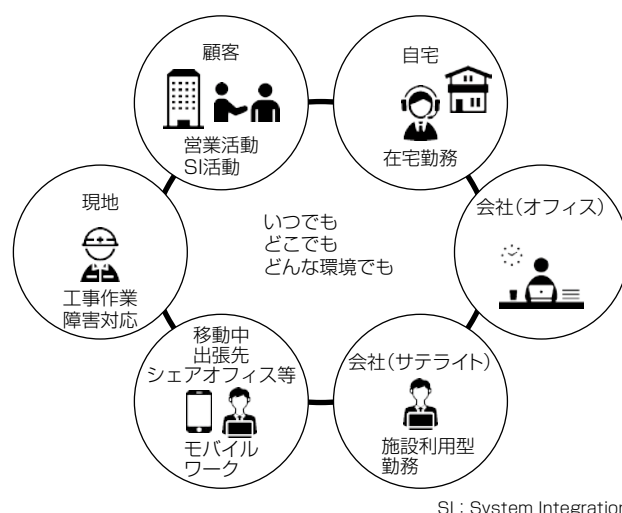 顧客
営業活動
SI活動
自宅
在宅勤務
現地
工事作業
障害対応
いつでも
どこでも
どんな環境でも
会社(オフィス)
移動中
出張先
シェアオフィス等
モバイル
ワーク
会社(サテライト)
施設利用型
勤務
SI : System Integration